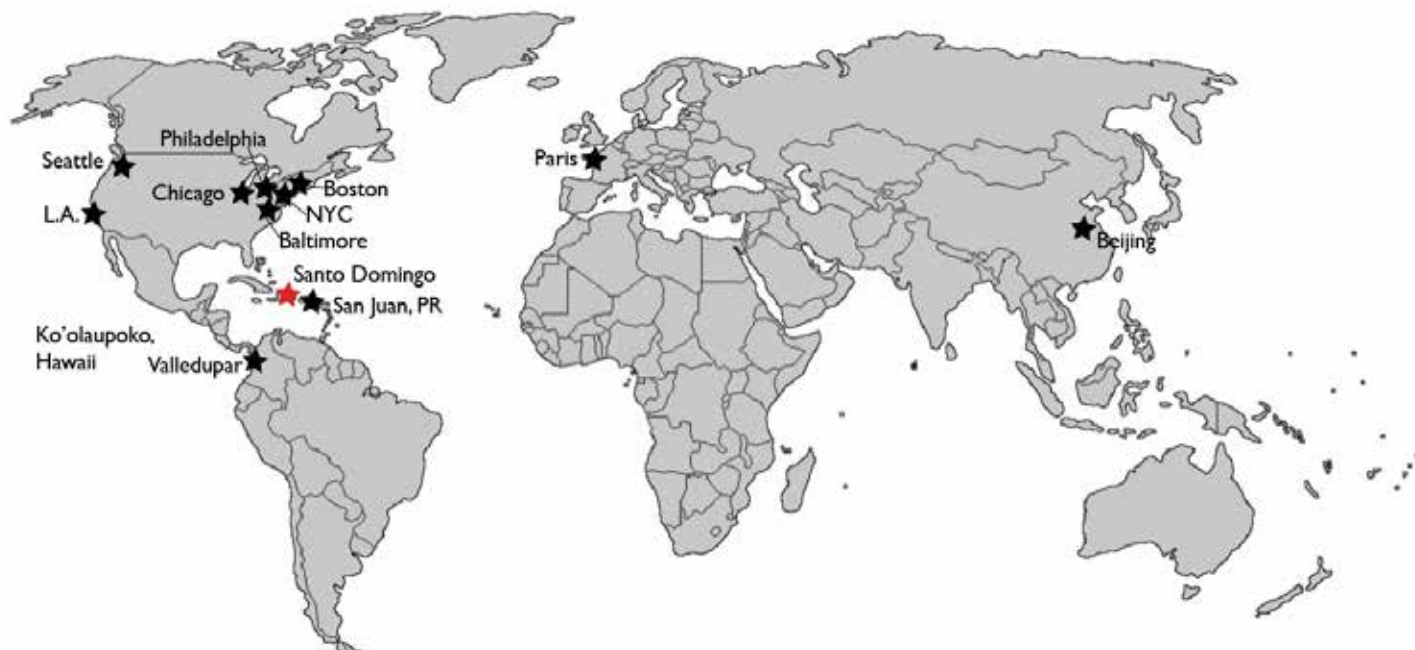 Philadelphia
Seattle
Paris
Chicago
Boston
L.A.
NYC
Baltimore
Beijing
Santo Domingo
San Juan, PR
Ko'olaupoko,
Hawaii
Valledupar